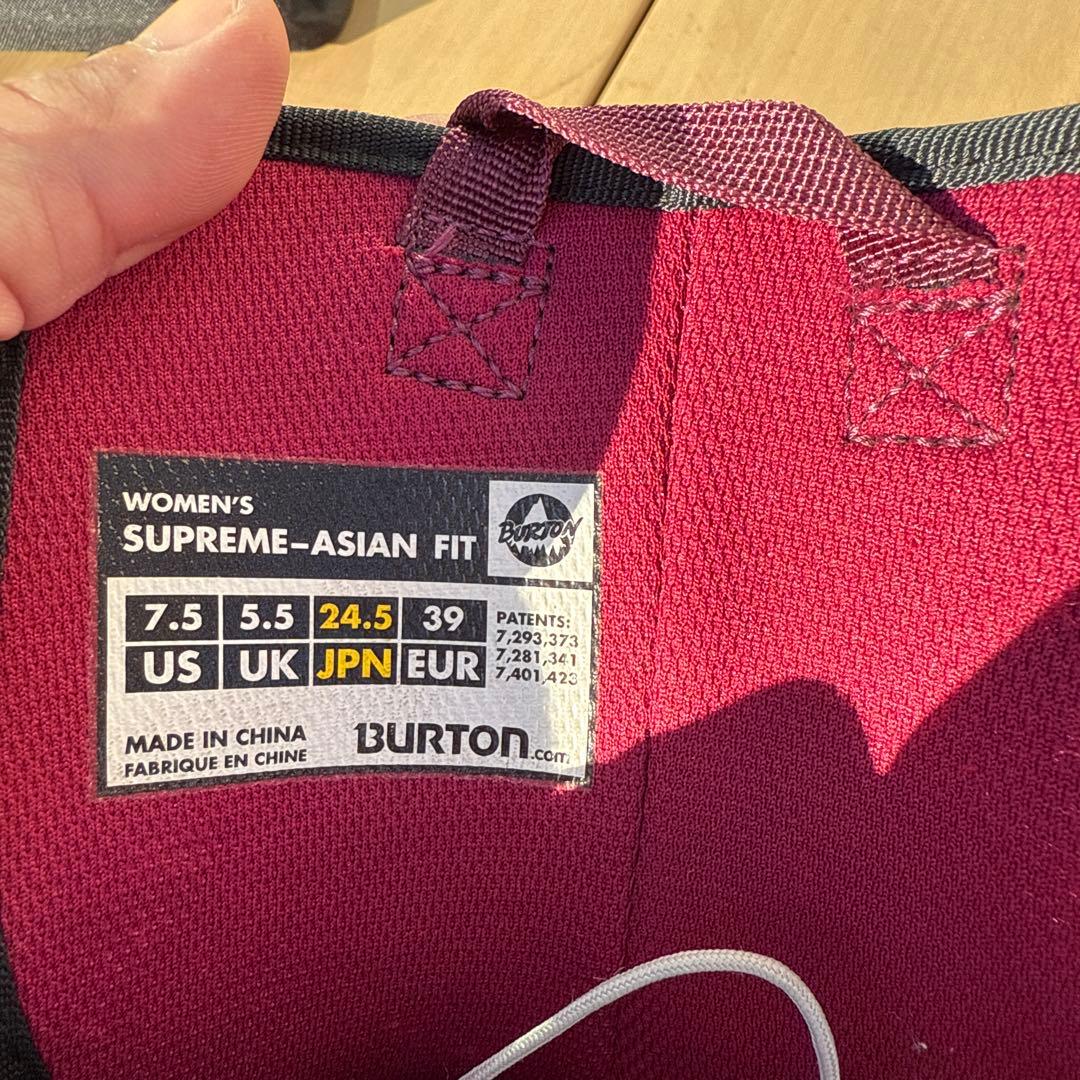 WOMEN'S
SUPREME-ASIAN FIT
BURTON
7.5 5.5 24.5 39
US UK JPN EUR
PATENTS:
7,293,373
7,281,341
7,401,423
MADE IN CHINA
FABRIQUE EN CHINE
BURTON.com